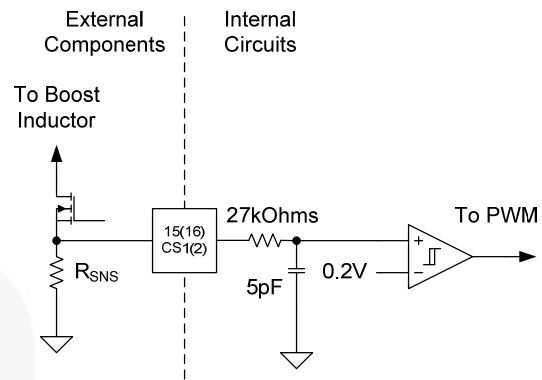 External
Components
Internal
Circuits
To Boost
Inductor
15(16)
CS1(2)
27kOhms
To PWM
+
0.2V
−
RSNS
5pF